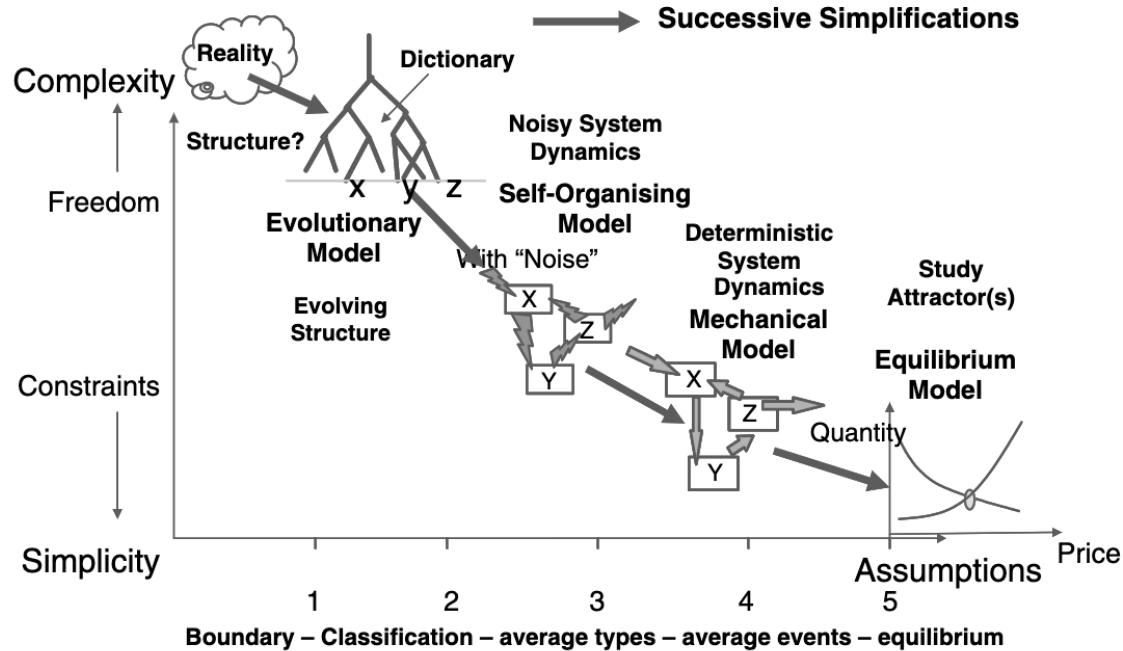 Successive Simplifications
Reality
Dictionary
Complexity
Structure?
Noisy System
Dynamics
Freedom
x y z
Self-Organising
Model
Evolutionary
Model
With “Noise”
Deterministic
System
Dynamics
Study
Attractor(s)
Evolving
Structure
X
Z
Y
Mechanical
Model
Equilibrium
Model
Constraints
X
Z
Y
Quantity
Simplicity
Price
Assumptions
1 2 3 4 5
Boundary – Classification – average types – average events – equilibrium